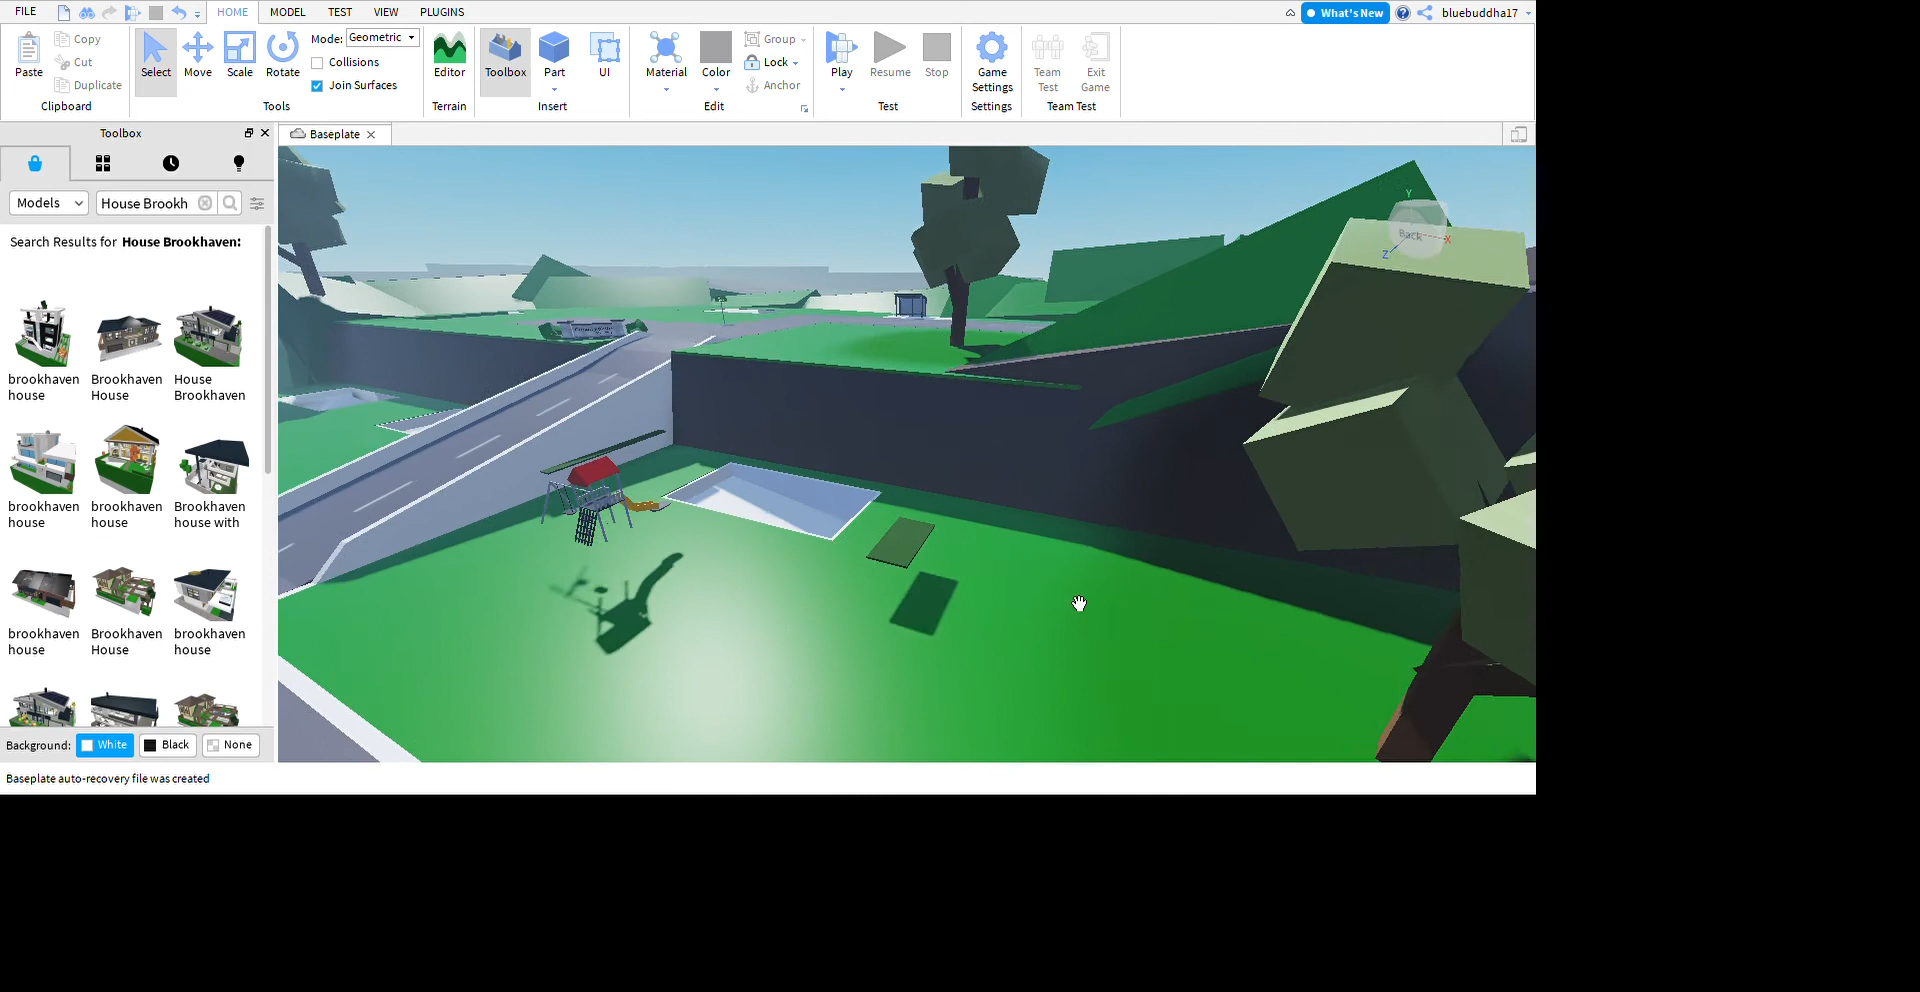 FILE
HOME
MODEL
TEST
VIEW
PLUGINS
What's New
bluebuddha17
Paste
Copy
Cut
Duplicate
Clipboard
Select
Move
Scale
Rotate
Mode: Geometric
Collisions
Join Surfaces
Tools
Editor
Terrain
Toolbox
Part
UI
Insert
Material
Color
Group
Lock
Anchor
Edit
Play
Resume
Stop
Test
Game
Settings
Settings
Team
Test
Exit
Game
Team Test
Toolbox
Baseplate
Models
House Brookh
Search Results for House Brookhaven:
brookhaven
house
Brookhaven
House
House
Brookhaven
brookhaven
house
brookhaven
house
Brookhaven
house with
brookhaven
house
Brookhaven
House
brookhaven
house
Background:
White
Black
None
Baseplate auto-recovery file was created
Y
Back
X
Z